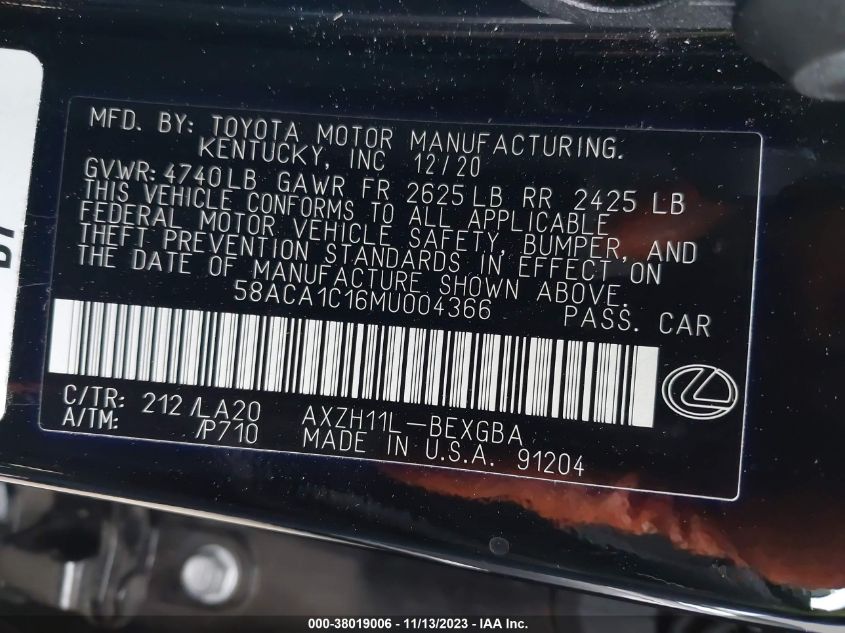 MFD. BY: TOYOTA MOTOR MANUFACTURING.
KENTUCKY, INC 12/20
GVWR: 4740LB GAWR FR 2625 LB RR 2425 LB
THIS VEHICLE CONFORMS TO ALL APPLICABLE
FEDERAL MOTOR VEHICLE SAFETY, BUMPER, AND
THEFT PREVENTION STANDARDS IN EFFECT ON
THE DATE OF MANUFACTURE SHOWN ABOVE.
58ACA1C16MU004366 PASS. CAR
C/TR: 212 /LA20 AXZH11L-BEXGBA
A/TM: /P710 MADE IN U.S.A. 91204
000-38019006 - 11/13/2023 - IAA Inc.